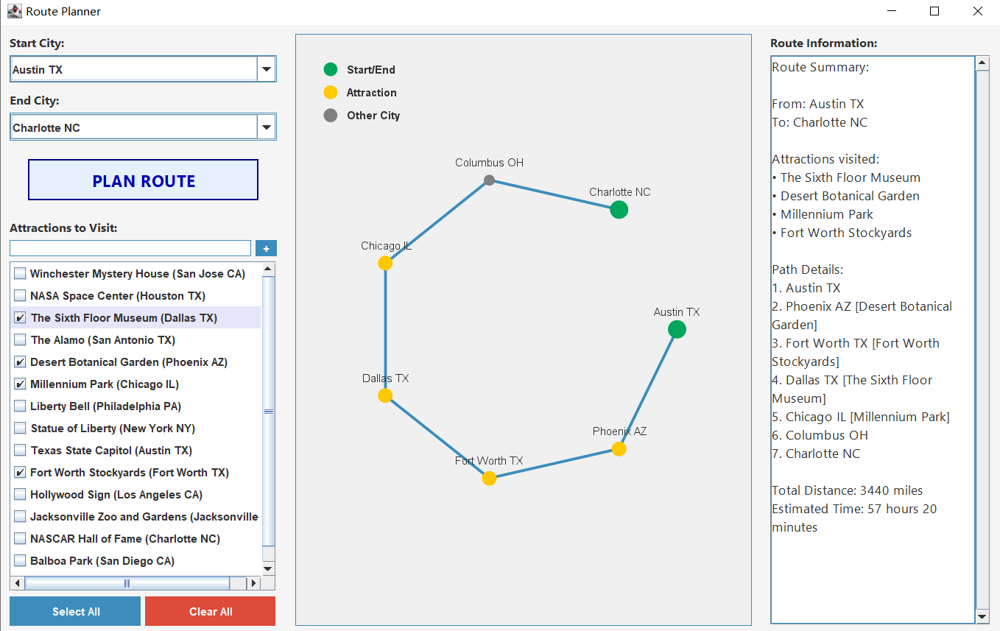 Route Planner
Start City:
Austin TX
End City:
Charlotte NC
PLAN ROUTE
Attractions to Visit:
+
Winchester Mystery House (San Jose CA)
NASA Space Center (Houston TX)
The Sixth Floor Museum (Dallas TX)
The Alamo (San Antonio TX)
Desert Botanical Garden (Phoenix AZ)
Millennium Park (Chicago IL)
Liberty Bell (Philadelphia PA)
Statue of Liberty (New York NY)
Texas State Capitol (Austin TX)
Fort Worth Stockyards (Fort Worth TX)
Hollywood Sign (Los Angeles CA)
Jacksonville Zoo and Gardens (Jacksonville
NASCAR Hall of Fame (Charlotte NC)
Balboa Park (San Diego CA)
Select All
Clear All
Start/End
Attraction
Other City
Columbus OH
Charlotte NC
Chicago IL
Austin TX
Dallas TX
Phoenix AZ
Fort Worth TX
Route Information:
Route Summary:
From: Austin TX
To: Charlotte NC
Attractions visited:
• The Sixth Floor Museum
• Desert Botanical Garden
• Millennium Park
• Fort Worth Stockyards
Path Details:
1. Austin TX
2. Phoenix AZ [Desert Botanical
Garden]
3. Fort Worth TX [Fort Worth
Stockyards]
4. Dallas TX [The Sixth Floor
Museum]
5. Chicago IL [Millennium Park]
6. Columbus OH
7. Charlotte NC
Total Distance: 3440 miles
Estimated Time: 57 hours 20
minutes